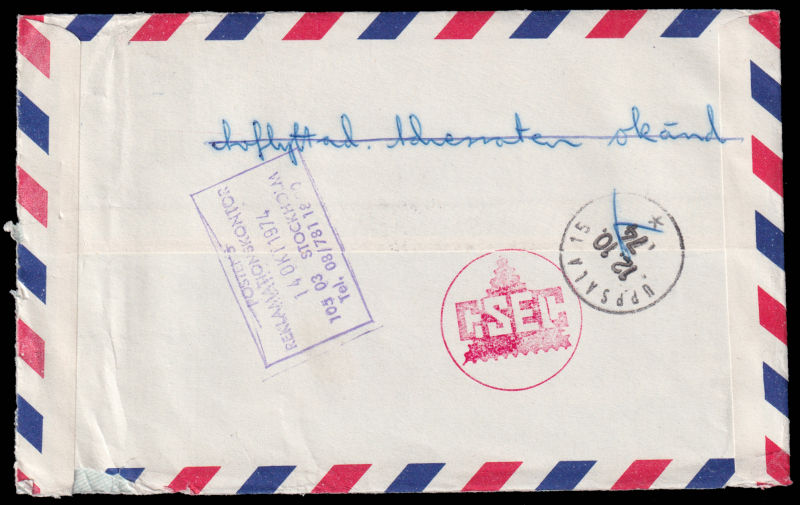 Avflyttad. Adressaten okänd
POSTENS
REKLAMATIONSKONTOR
14 OKT 1974
105 03 STOCKHOLM
Tel. 08/781 18
CSEC
UPPSALA 15
12.10.
74
*